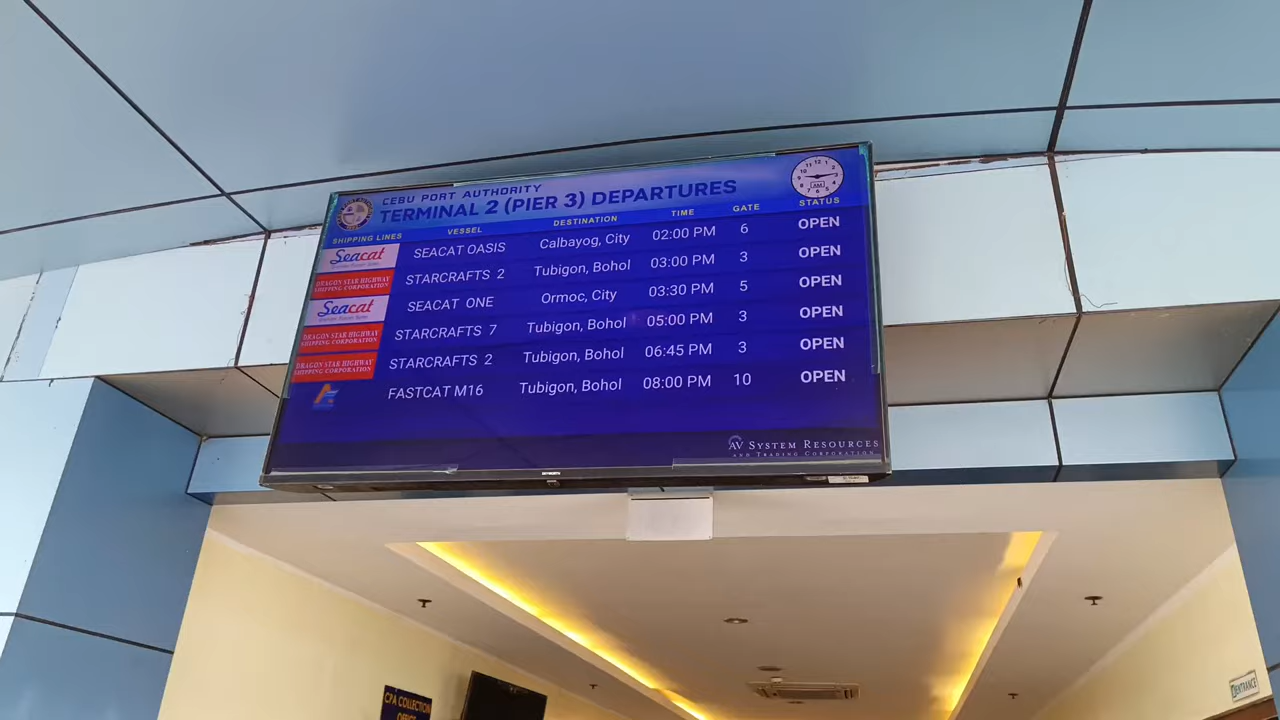 CEBU PORT AUTHORITY
TERMINAL 2 (PIER 3) DEPARTURES
SHIPPING LINES VESSEL DESTINATION TIME GATE STATUS
Seacat SEACAT OASIS Calbayog, City 02:00 PM 6 OPEN
DRAGON STAR HIGHWAY SHIPPING CORPORATION STARCRAFTS 2 Tubigon, Bohol 03:00 PM 3 OPEN
Seacat SEACAT ONE Ormoc, City 03:30 PM 5 OPEN
DRAGON STAR HIGHWAY SHIPPING CORPORATION STARCRAFTS 7 Tubigon, Bohol 05:00 PM 3 OPEN
DRAGON STAR HIGHWAY SHIPPING CORPORATION STARCRAFTS 2 Tubigon, Bohol 06:45 PM 3 OPEN
FASTCAT M16 Tubigon, Bohol 08:00 PM 10 OPEN
AV SYSTEM RESOURCES
AND TRADING CORPORATION
CPA COLLECTION
OFFICE
ENTRANCE